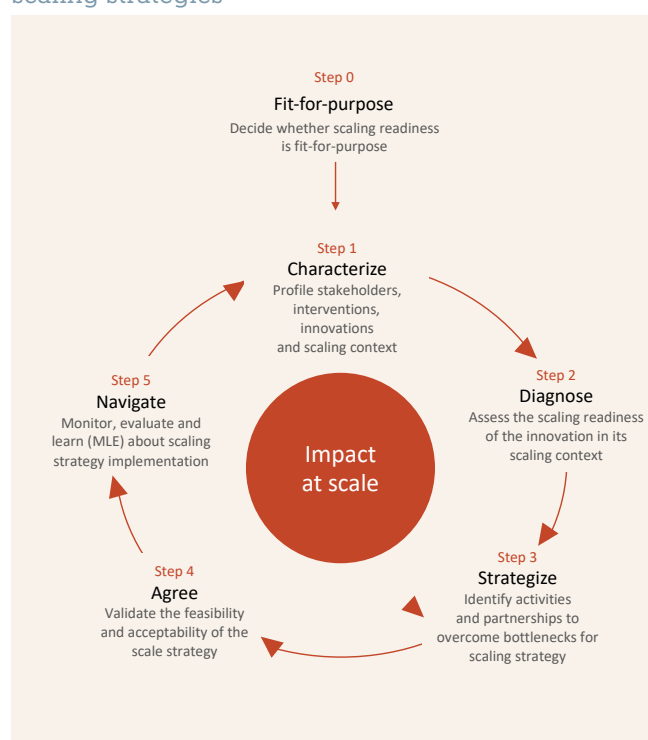 scaling strategies
Step 0
Fit-for-purpose
Decide whether scaling readiness
is fit-for-purpose
Step 1
Characterize
Profile stakeholders,
interventions,
innovations
and scaling context
Step 2
Diagnose
Assess the scaling readiness
of the innovation in its
scaling context
Step 3
Strategize
Identify activities
and partnerships to
overcome bottlenecks for
scaling strategy
Step 4
Agree
Validate the feasibility
and acceptability of the
scale strategy
Step 5
Navigate
Monitor, evaluate and
learn (MLE) about scaling
strategy implementation
Impact
at scale